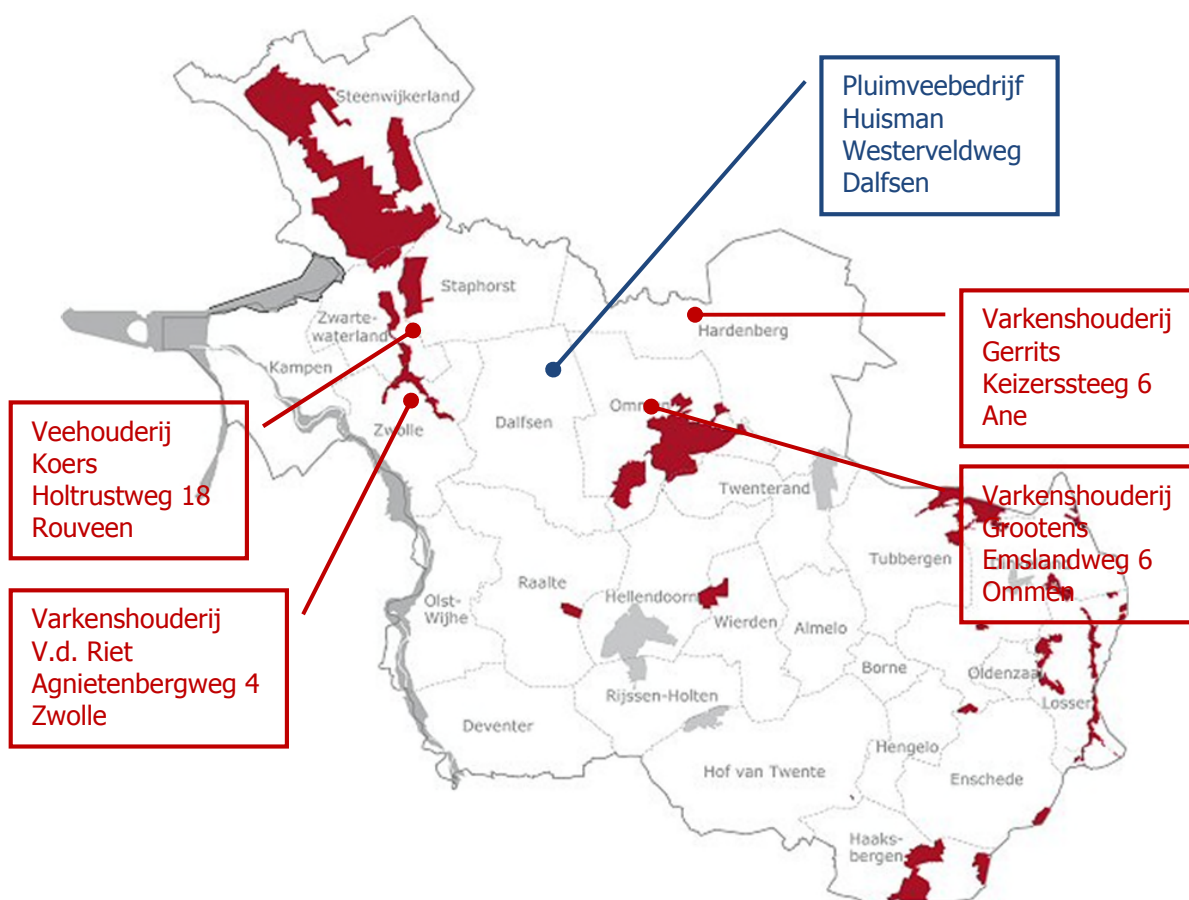 Steenwijkerland
Pluimveebedrijf
Huisman
Westerveldweg
Dalfsen
Staphorst
Zwarte-
waterland
Hardenberg
Varkenshouderij
Gerrits
Keizerssteeg 6
Ane
Kampen
Veehouderij
Koers
Holtrustweg 18
Rouveen
Zwolle
Dalfsen
Ommen
Twenterand
Varkenshouderij
Grootens
Emslandweg 6
Ommen
Tubbergen
Dinkelland
Varkenshouderij
V.d. Riet
Agnietenbergweg 4
Zwolle
Olst-
Wijhe
Raalte
Hellendoorn
Wierden
Almelo
Borne
Oldenzaal
Losser
Rijssen-Holten
Deventer
Hof van Twente
Hengelo
Enschede
Haaks-
bergen